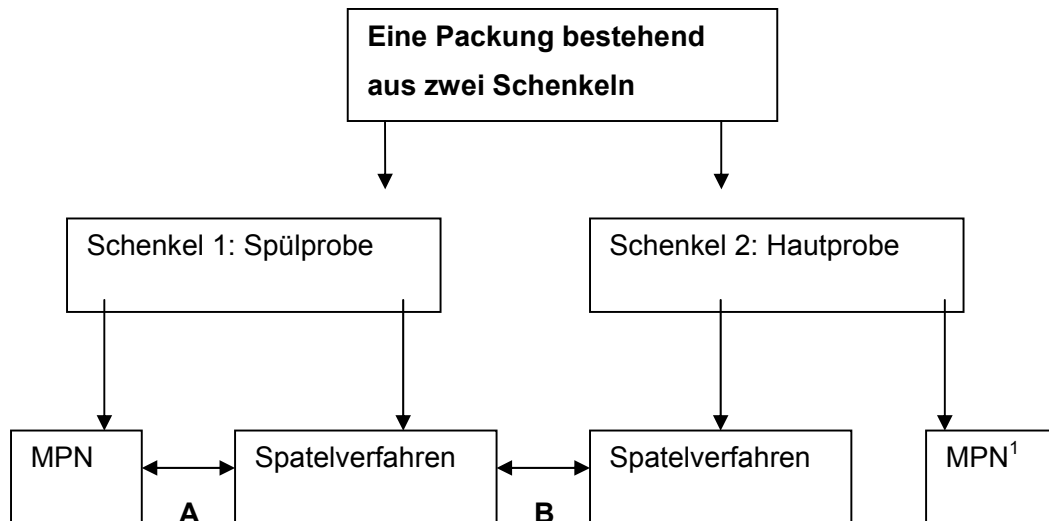 Eine Packung bestehend
aus zwei Schenkeln
Schenkel 1: Spülprobe
Schenkel 2: Hautprobe
MPN
Spatelverfahren
Spatelverfahren
MPN¹
A
B